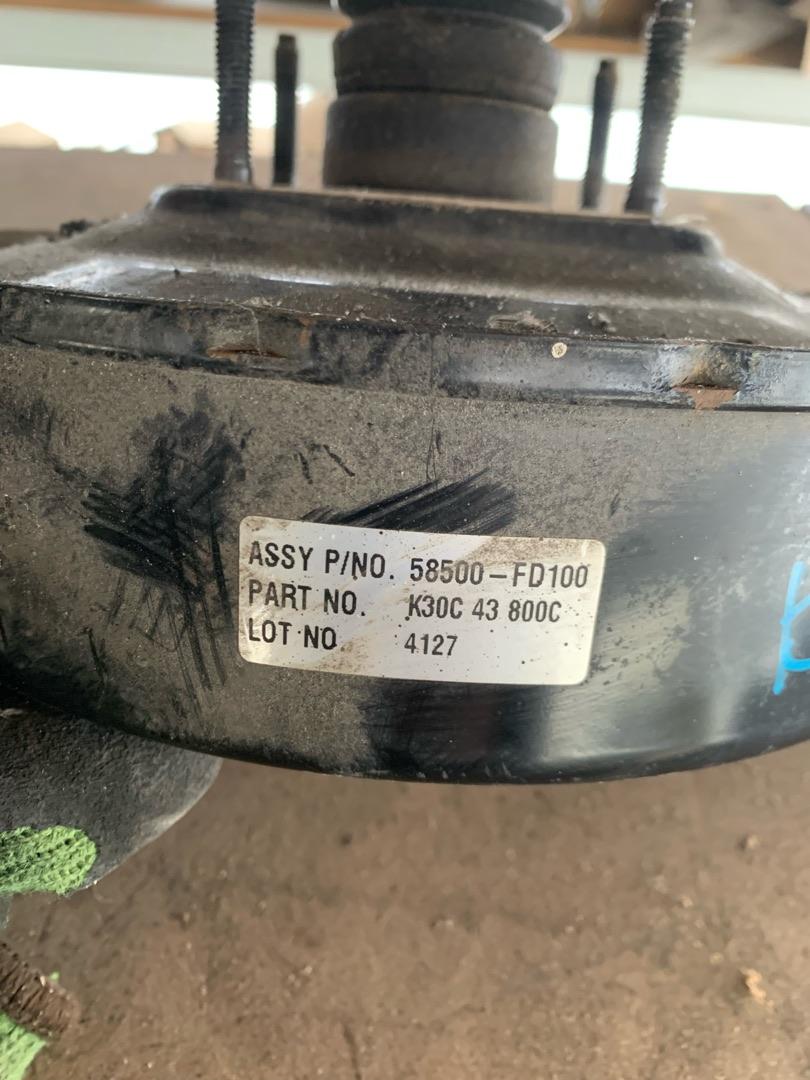 ASSY P/NO. 58500-FD100
PART NO. K30C 43 800C
LOT NO. 4127